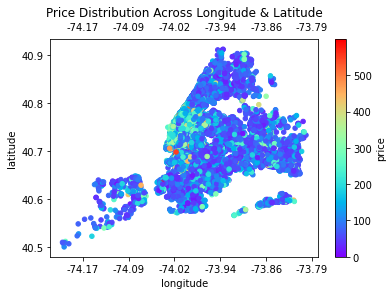 Price Distribution Across Longitude & Latitude
-74.17 -74.09 -74.02 -73.94 -73.86 -73.79
40.9
40.8
40.7
40.6
40.5
latitude
-74.17 -74.09 -74.02 -73.94 -73.86 -73.79
longitude
500
400
300
200
100
0
price